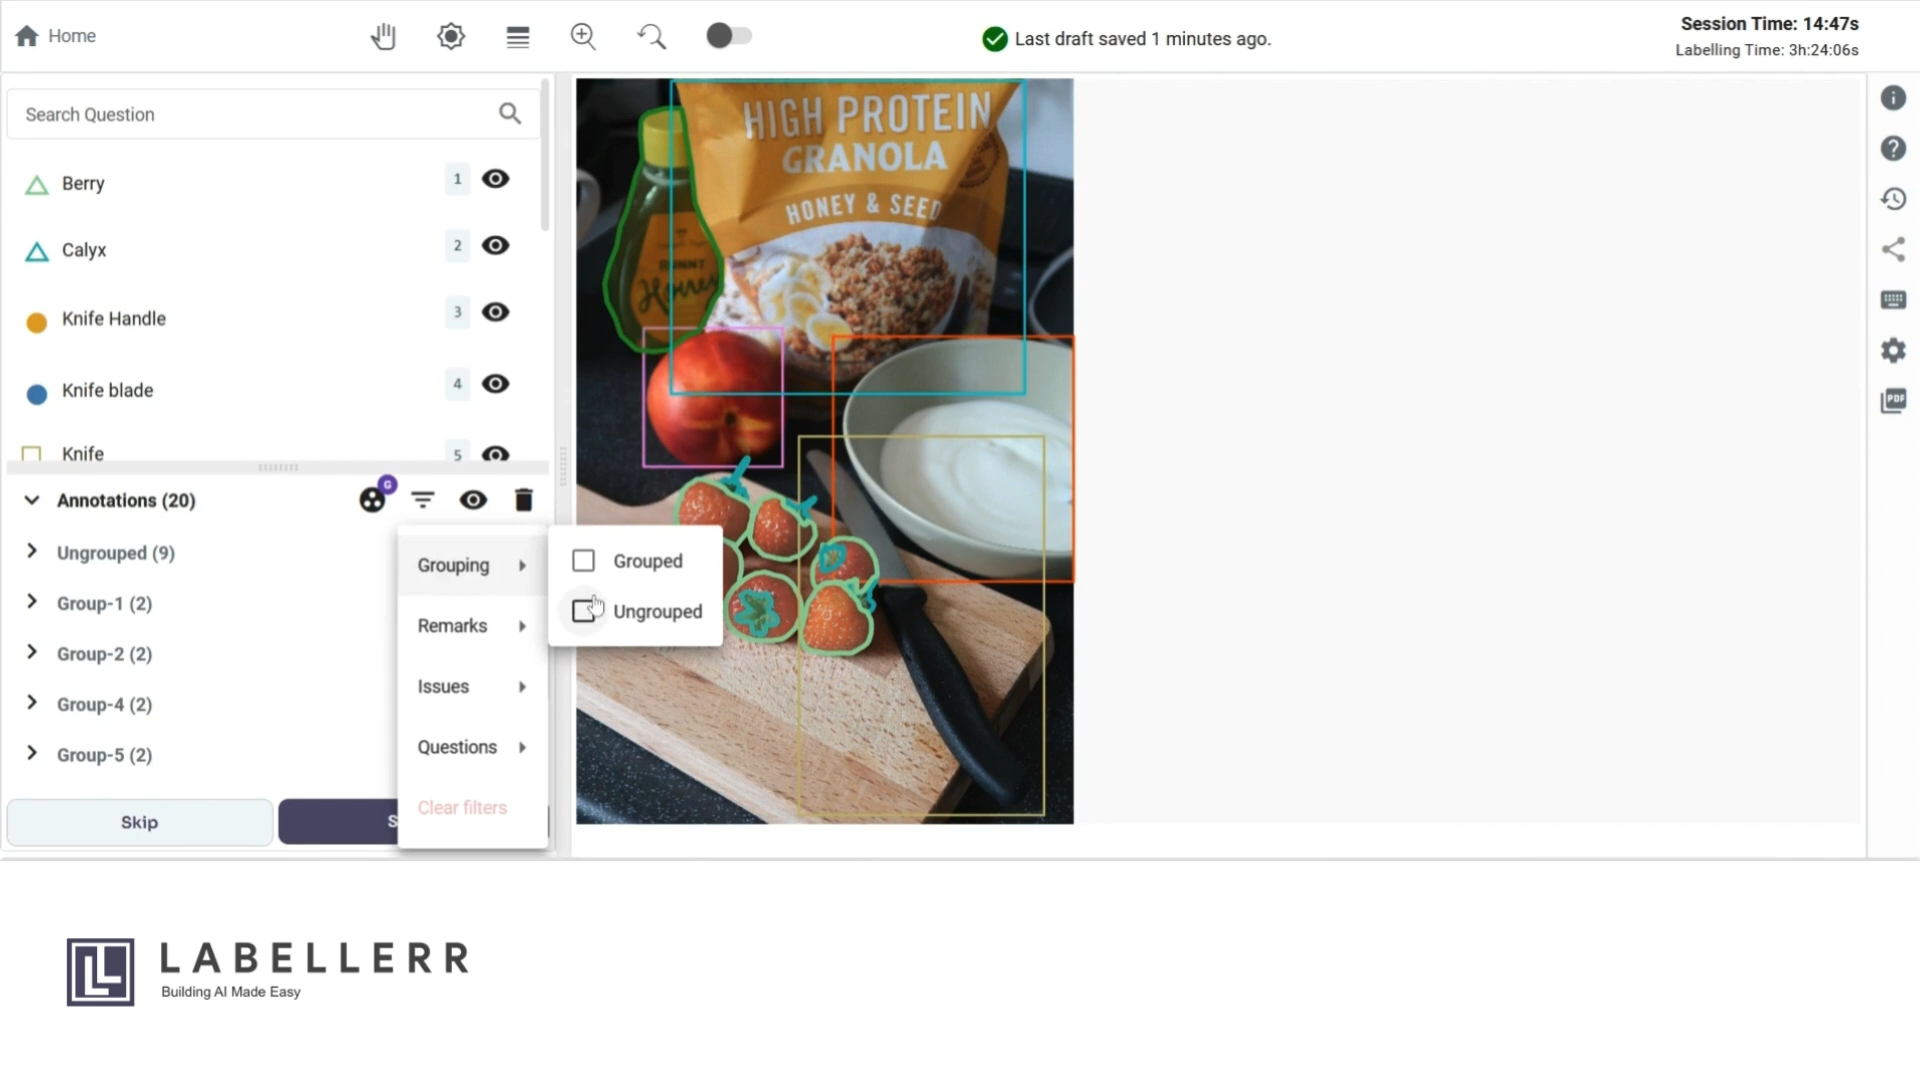 Home
Last draft saved 1 minutes ago.
Session Time: 14:47s
Labelling Time: 3h:24:06s
Search Question
Berry 1
Calyx 2
Knife Handle 3
Knife blade 4
Knife 5
Annotations (20)
G
Ungrouped (9)
Group-1 (2)
Group-2 (2)
Group-4 (2)
Group-5 (2)
Skip
S
Grouping
Remarks
Issues
Questions
Clear filters
Grouped
Ungrouped
HIGH PROTEIN
GRANOLA
HONEY & SEED
Honey
PDF
LABELLERR
Building AI Made Easy